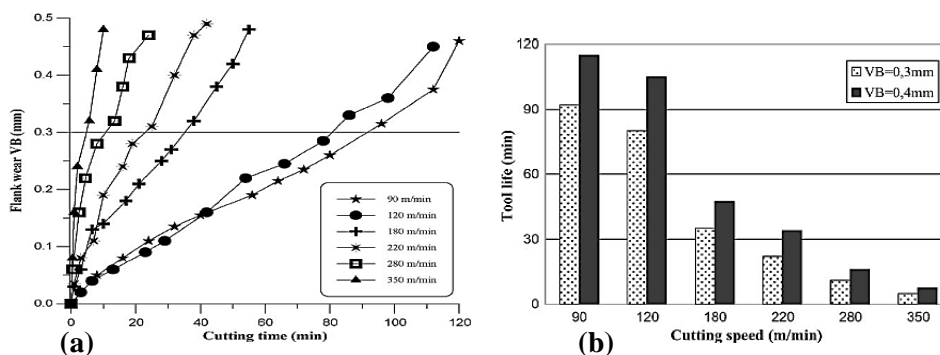 0.5
0.4
0.3
0.2
0.1
0.0
Flank wear VB (mm)
90 m/min
120 m/min
180 m/min
220 m/min
280 m/min
350 m/min
0 20 40 60 80 100 120
Cutting time (min)
(a)
120
90
60
30
0
Tool life (min)
VB=0,3mm
VB=0,4mm
90 120 180 220 280 350
Cutting speed (m/min)
(b)